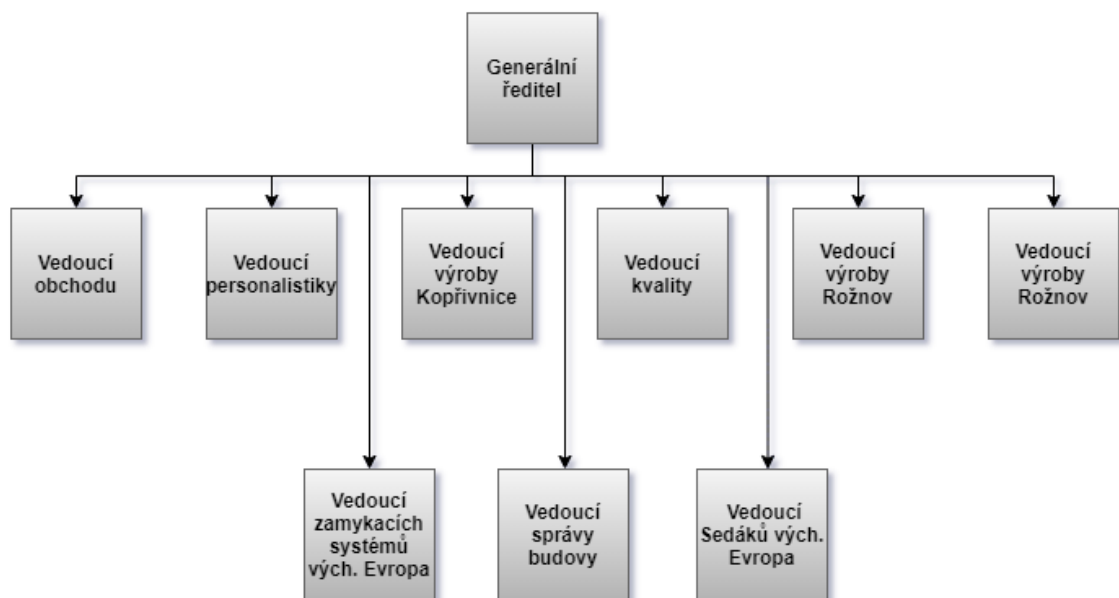 Generální
ředitel
Vedoucí
obchodu
Vedoucí
personalistiky
Vedoucí
výroby
Kopřivnice
Vedoucí
kvality
Vedoucí
výroby
Rožnov
Vedoucí
výroby
Rožnov
Vedoucí
zamykacích
systémů
vých. Evropa
Vedoucí
správy
budovy
Vedoucí
Sedáků vých.
Evropa